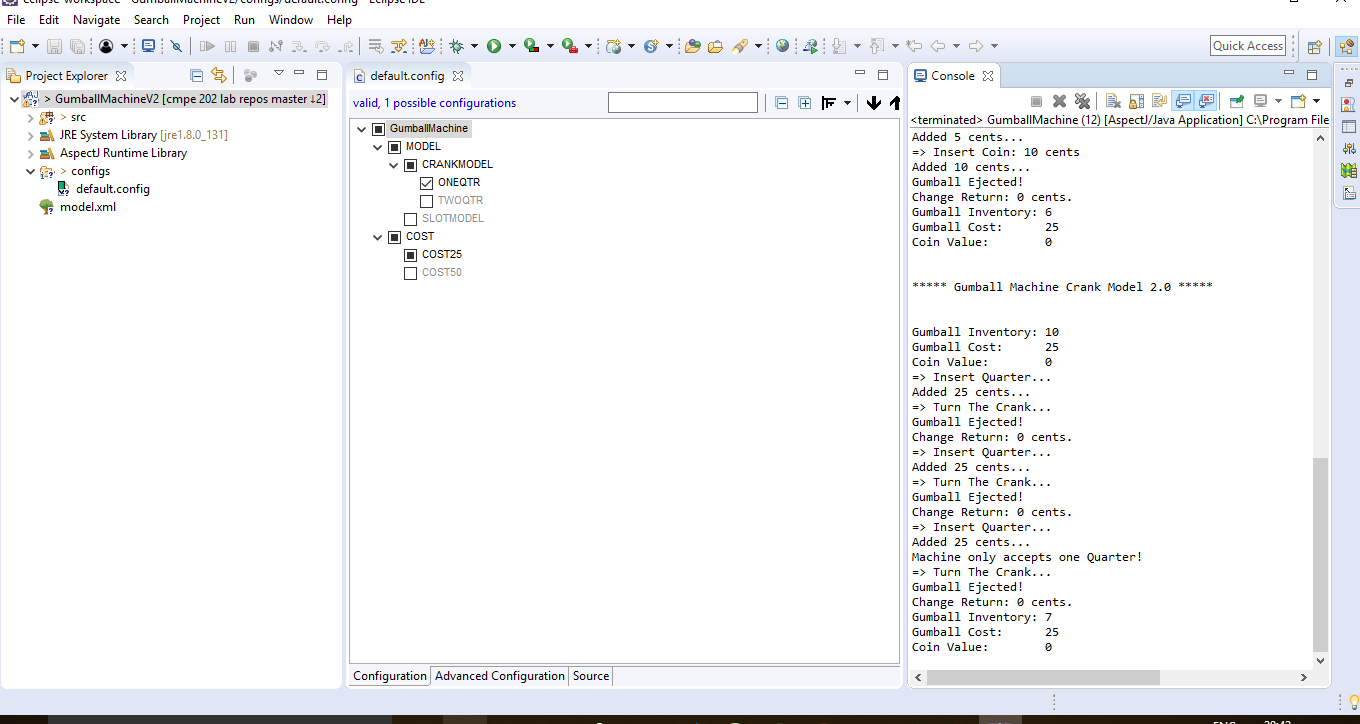 eclipse-workspace - GumballMachineV2/configs/default.config - Eclipse IDE
File Edit Navigate Search Project Run Window Help
Quick Access
Project Explorer
> GumballMachineV2 [cmpe 202 lab repos master ↓2]
> src
JRE System Library [jre1.8.0_131]
AspectJ Runtime Library
> configs
default.config
model.xml
default.config
valid, 1 possible configurations
GumballMachine
MODEL
CRANKMODEL
ONEQTR
TWOQTR
SLOTMODEL
COST
COST25
COST50
Configuration Advanced Configuration Source
Console
<terminated> GumballMachine (12) [AspectJ/Java Application] C:\Program File
Added 5 cents...
=> Insert Coin: 10 cents
Added 10 cents...
Gumball Ejected!
Change Return: 0 cents.
Gumball Inventory: 6
Gumball Cost: 25
Coin Value: 0
***** Gumball Machine Crank Model 2.0 *****
Gumball Inventory: 10
Gumball Cost: 25
Coin Value: 0
=> Insert Quarter...
Added 25 cents...
=> Turn The Crank...
Gumball Ejected!
Change Return: 0 cents.
=> Insert Quarter...
Added 25 cents...
=> Turn The Crank...
Gumball Ejected!
Change Return: 0 cents.
=> Insert Quarter...
Added 25 cents...
Machine only accepts one Quarter!
=> Turn The Crank...
Gumball Ejected!
Change Return: 0 cents.
Gumball Inventory: 7
Gumball Cost: 25
Coin Value: 0